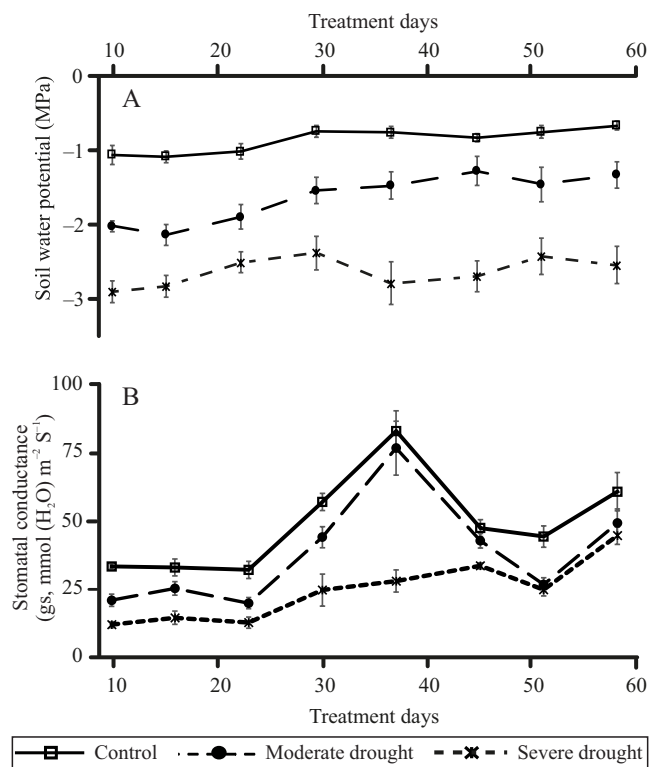 Treatment days
10 20 30 40 50 60
0
A
−1
−2
−3
Soil water potential (MPa)
B
100
75
50
25
0
Stomatal conductance
(gs, mmol (H₂O) m⁻² S⁻¹)
10 20 30 40 50 60
Treatment days
Control Moderate drought Severe drought